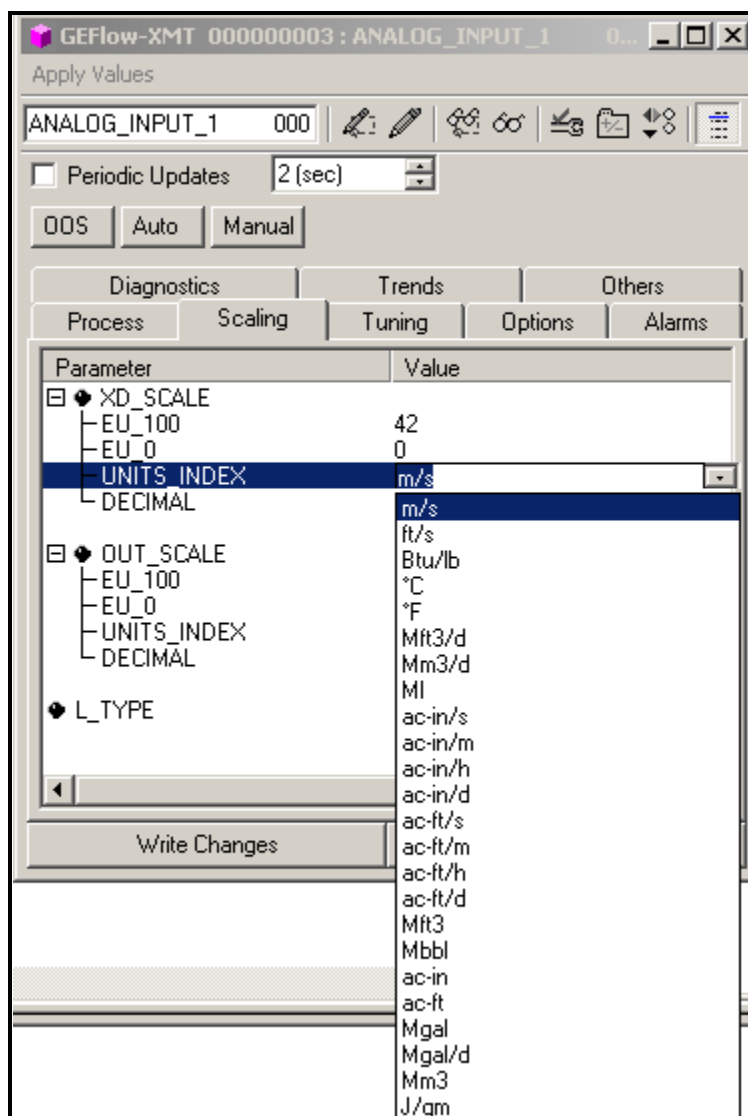 GEFlow-XMT 000000003 : ANALOG_INPUT_1 0...
Apply Values
ANALOG_INPUT_1 000
Periodic Updates 2 (sec)
OOS Auto Manual
Diagnostics Trends Others
Process Scaling Tuning Options Alarms
Parameter Value
XD_SCALE
EU_100 42
EU_0 0
UNITS_INDEX m/s
DECIMAL
m/s
ft/s
OUT_SCALE
Btu/lb
EU_100
°C
EU_0
°F
UNITS_INDEX
Mft3/d
DECIMAL
Mm3/d
Ml
L_TYPE
ac-in/s
ac-in/m
ac-in/h
ac-in/d
ac-ft/s
Write Changes
ac-ft/m
ac-ft/h
ac-ft/d
Mft3
Mbbl
ac-in
ac-ft
Mgal
Mgal/d
Mm3
J/gm